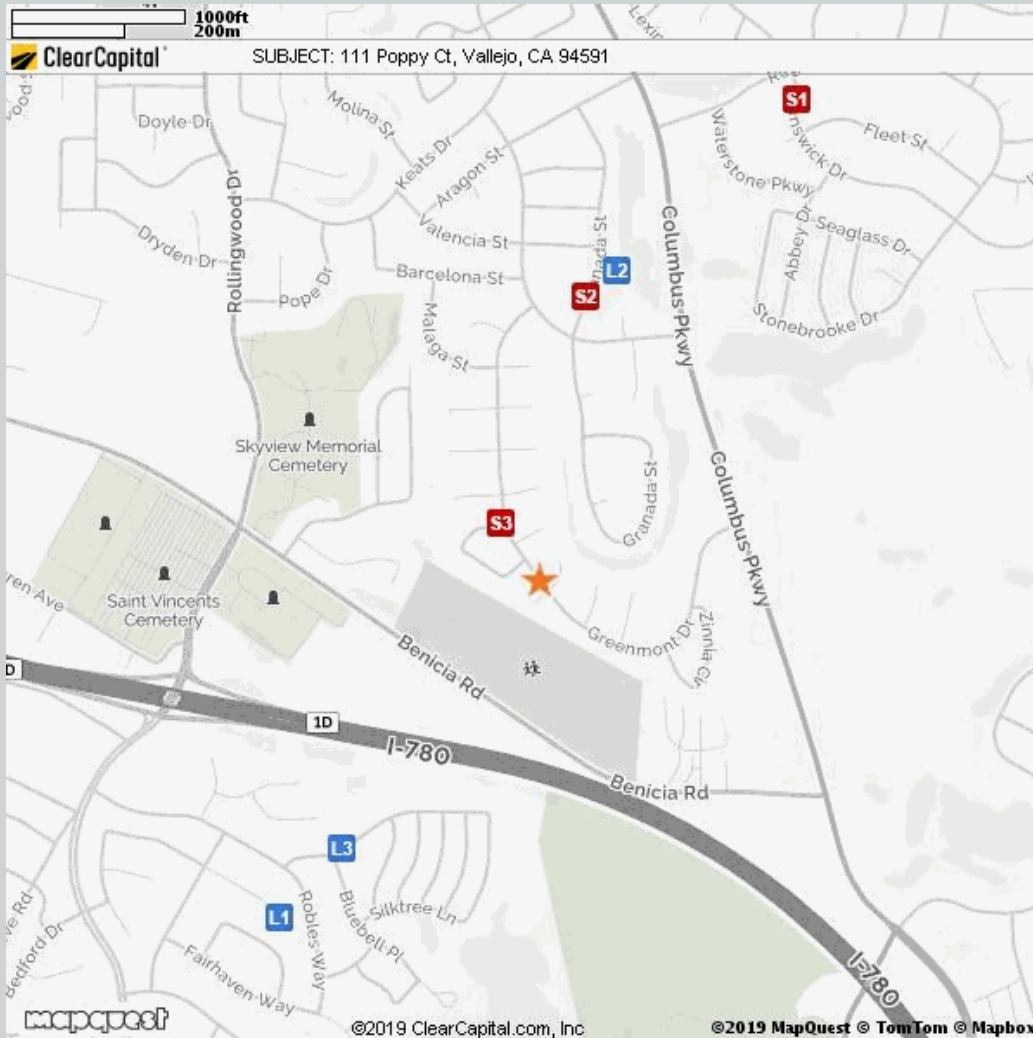 1000ft
200m
ClearCapital
SUBJECT: 111 Poppy Ct, Vallejo, CA 94591
S1
Doyle Dr
Molina St
Keats Dr
Aragon St
Fleet St
Waterstone Pkwy
Rollingwood Dr
Dryden Dr
Pope Dr
Valencia St
Barcelona St
Malaga St
L2
S2
Columbus Pkwy
Abbey Dr
Seaglass Dr
Stonebrooke Dr
Skyview Memorial
Cemetery
Granada St
Columbus Pkwy
S3
Saint Vincents
Cemetery
Greenmont Dr
Zinnia Cir
Benicia Rd
1D
I-780
Benicia Rd
L3
L1
Robles Way
Bluebell Pl
Silktree Ln
Fairhaven Way
Bedford Dr
I-780
mapquest
©2019 ClearCapital.com, Inc
©2019 MapQuest © TomTom © Mapbox